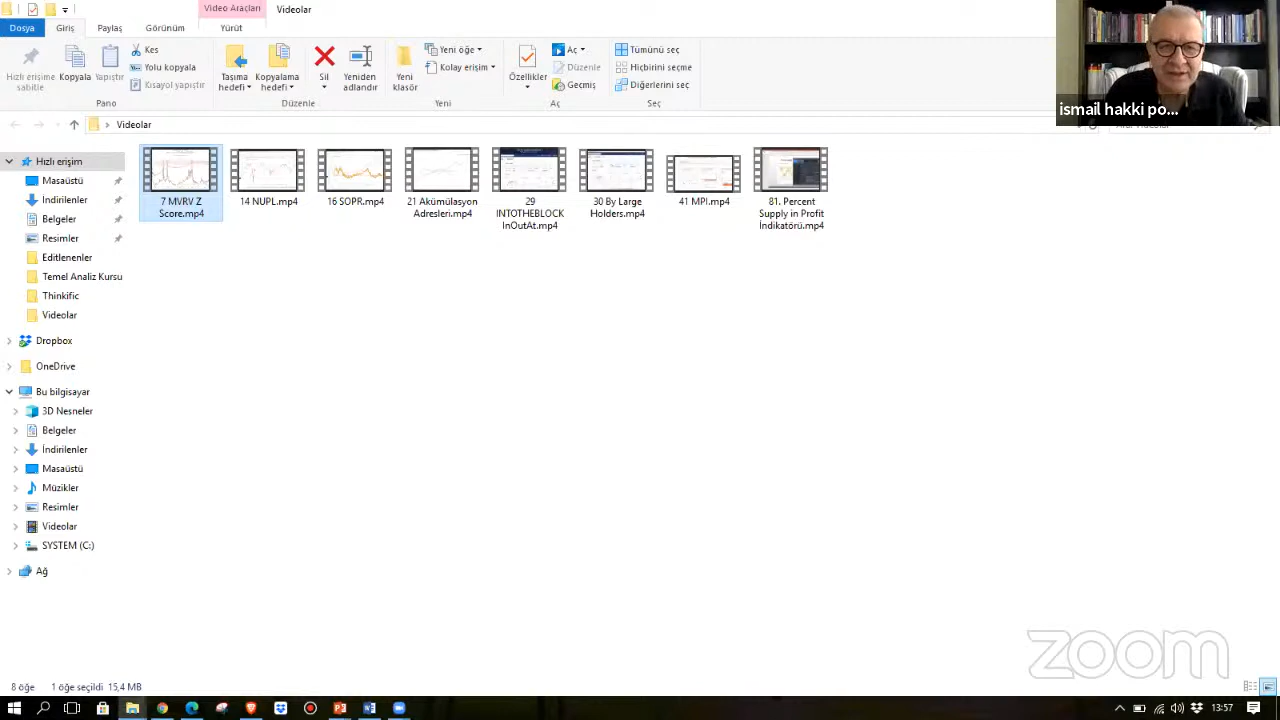 Video Araçları
Videolar
Dosya
Giriş
Paylaş
Görünüm
Yürüt
Hızlı erişime
sabitle
Kopyala
Yapıştır
Kes
Yolu kopyala
Kısayol yapıştır
Taşıma
hedefi
Kopyalama
hedefi
Sil
Yeniden
adlandır
Yeni
klasör
Yeni öğe
Kolay erişim
Özellikler
Aç
Düzenle
Geçmiş
Tümünü seç
Hiçbirini seçme
Diğerlerini seç
Pano
Düzenle
Yeni
Aç
Seç
ismail hakki po...
Videolar
Hızlı erişim
Masaüstü
İndirilenler
Belgeler
Resimler
Editlenenler
Temel Analiz Kursu
Thinkific
Videolar
Dropbox
OneDrive
Bu bilgisayar
3D Nesneler
Belgeler
İndirilenler
Masaüstü
Müzikler
Resimler
Videolar
SYSTEM (C:)
Ağ
7 MVRV Z
Score.mp4
14 NUPL.mp4
16 SOPR.mp4
21 Akümülasyon
Adresleri.mp4
29
INTOTHEBLOCK
InOutAt.mp4
30 By Large
Holders.mp4
41 MPI.mp4
81. Percent
Supply in Profit
İndikatörü.mp4
zoom
8 öğe
1 öğe seçildi 15,4 MB
13:57